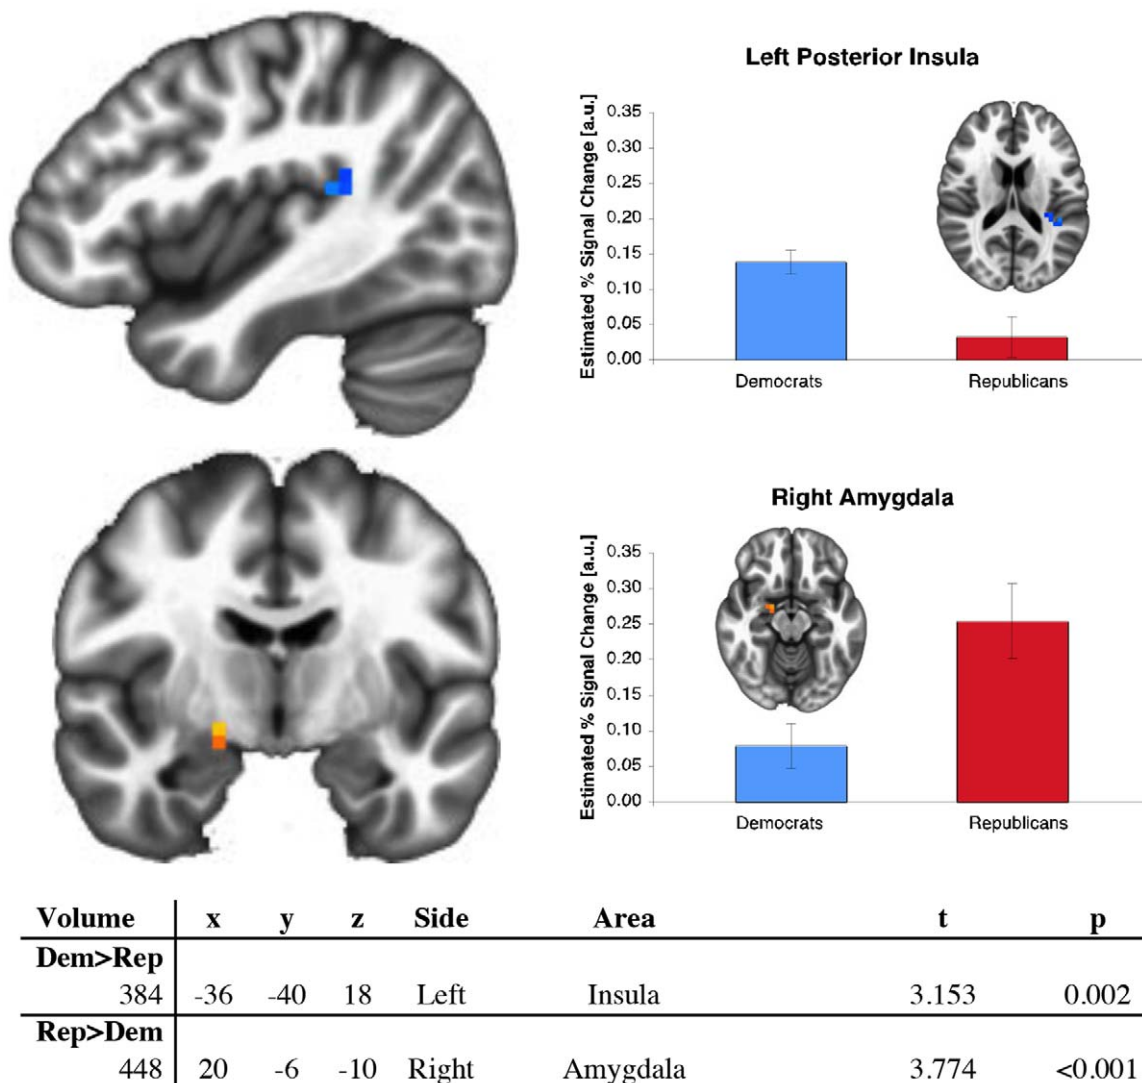 Left Posterior Insula
Estimated % Signal Change [a.u.]
0.35
0.30
0.25
0.20
0.15
0.10
0.05
0.00
Democrats
Republicans
Right Amygdala
Estimated % Signal Change [a.u.]
0.35
0.30
0.25
0.20
0.15
0.10
0.05
0.00
Democrats
Republicans
Volume x y z Side Area t p
Dem>Rep
384 -36 -40 18 Left Insula 3.153 0.002
Rep>Dem
448 20 -6 -10 Right Amygdala 3.774 <0.001